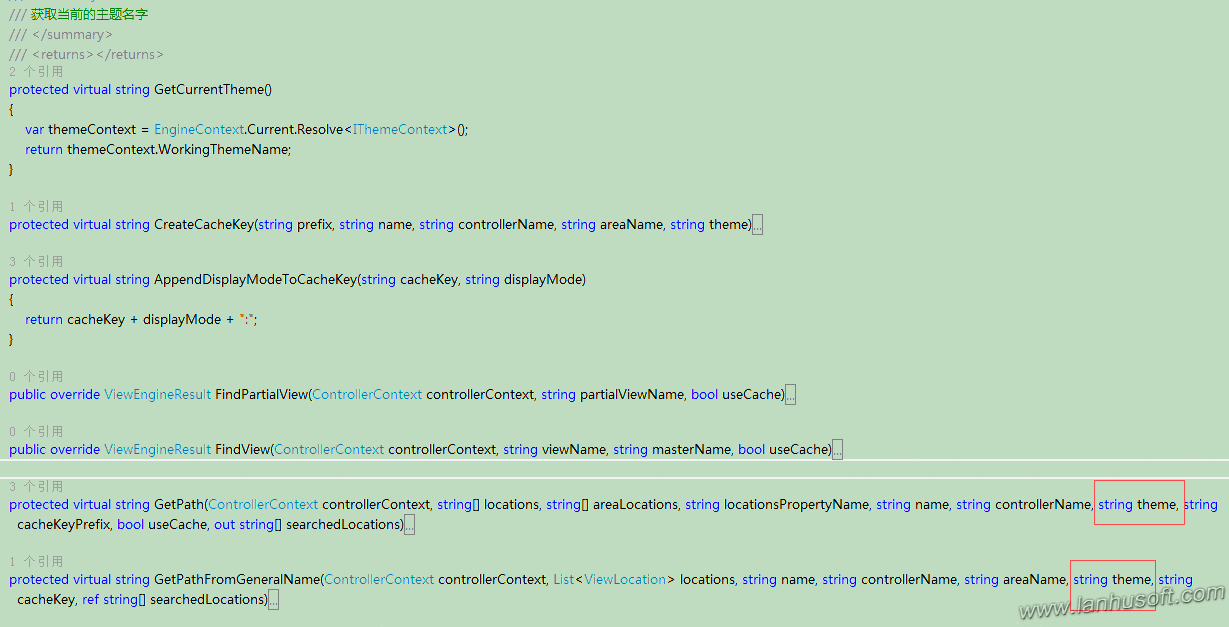 /// 获取当前的主题名字
/// </summary>
/// <returns></returns>
2 个引用
protected virtual string GetCurrentTheme()
{
var themeContext = EngineContext.Current.Resolve<IThemeContext>();
return themeContext.WorkingThemeName;
}
1 个引用
protected virtual string CreateCacheKey(string prefix, string name, string controllerName, string areaName, string theme)...
3 个引用
protected virtual string AppendDisplayModeToCacheKey(string cacheKey, string displayMode)
{
return cacheKey + displayMode + ":";
}
0 个引用
public override ViewEngineResult FindPartialView(ControllerContext controllerContext, string partialViewName, bool useCache)...
0 个引用
public override ViewEngineResult FindView(ControllerContext controllerContext, string viewName, string masterName, bool useCache)...
3 个引用
protected virtual string GetPath(ControllerContext controllerContext, string[] locations, string[] areaLocations, string locationsPropertyName, string name, string controllerName, string theme, string
cacheKeyPrefix, bool useCache, out string[] searchedLocations)...
1 个引用
protected virtual string GetPathFromGeneralName(ControllerContext controllerContext, List<ViewLocation> locations, string name, string controllerName, string areaName, string theme, string
cacheKey, ref string[] searchedLocations)...
www.lanhusoft.com